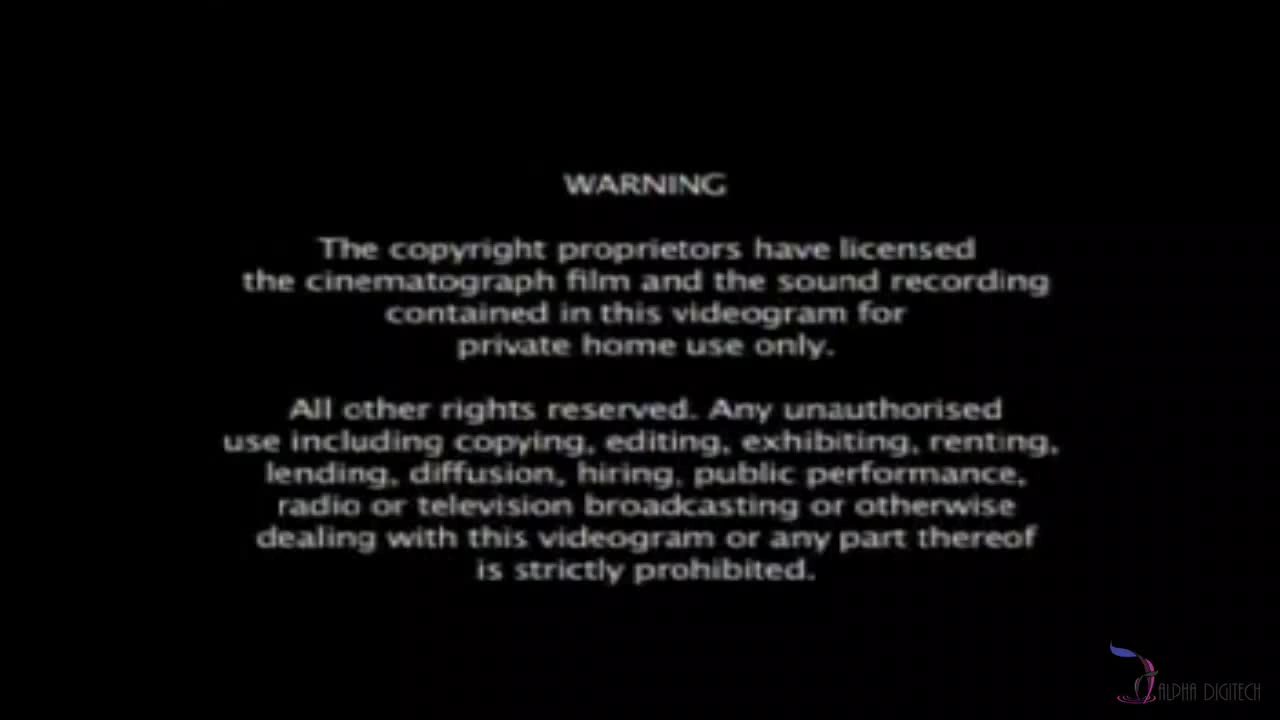 WARNING
The copyright proprietors have licensed
the cinematograph film and the sound recording
contained in this videogram for
private home use only.
All other rights reserved. Any unauthorised
use including copying, editing, exhibiting, renting,
lending, diffusion, hiring, public performance,
radio or television broadcasting or otherwise
dealing with this videogram or any part thereof
is strictly prohibited.
ALPHA DIGITECH